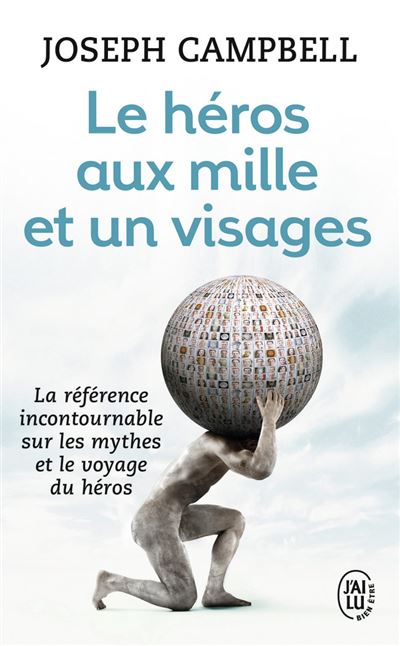 JOSEPH CAMPBELL
Le héros
aux mille
et un visages
La référence
incontournable
sur les mythes
et le voyage
du héros
J'AI
LU
BIEN ÊTRE